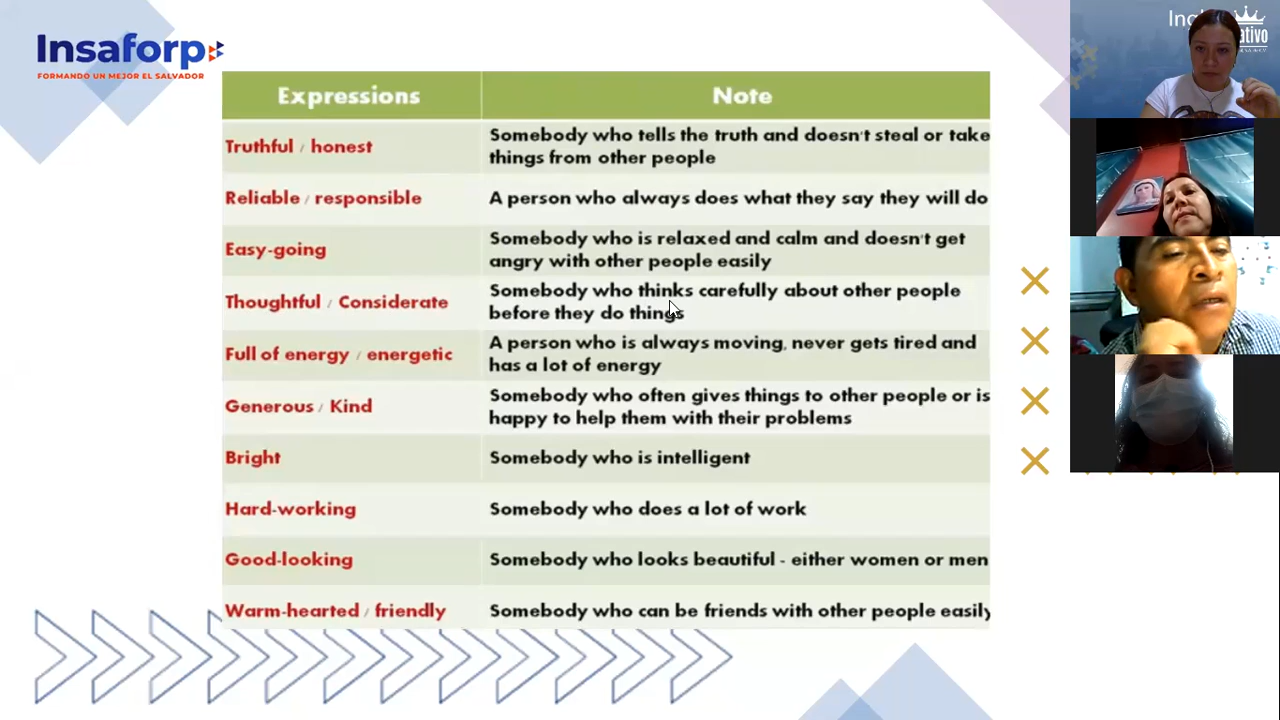 Insaforp
FORMANDO UN MEJOR EL SALVADOR
Expressions
Note
Truthful / honest
Somebody who tells the truth and doesn't steal or take
things from other people
Reliable / responsible
A person who always does what they say they will do
Easy-going
Somebody who is relaxed and calm and doesn't get
angry with other people easily
Thoughtful / Considerate
Somebody who thinks carefully about other people
before they do things
Full of energy / energetic
A person who is always moving, never gets tired and
has a lot of energy
Generous / Kind
Somebody who often gives things to other people or is
happy to help them with their problems
Bright
Somebody who is intelligent
Hard-working
Somebody who does a lot of work
Good-looking
Somebody who looks beautiful - either women or men
Warm-hearted / friendly
Somebody who can be friends with other people easily